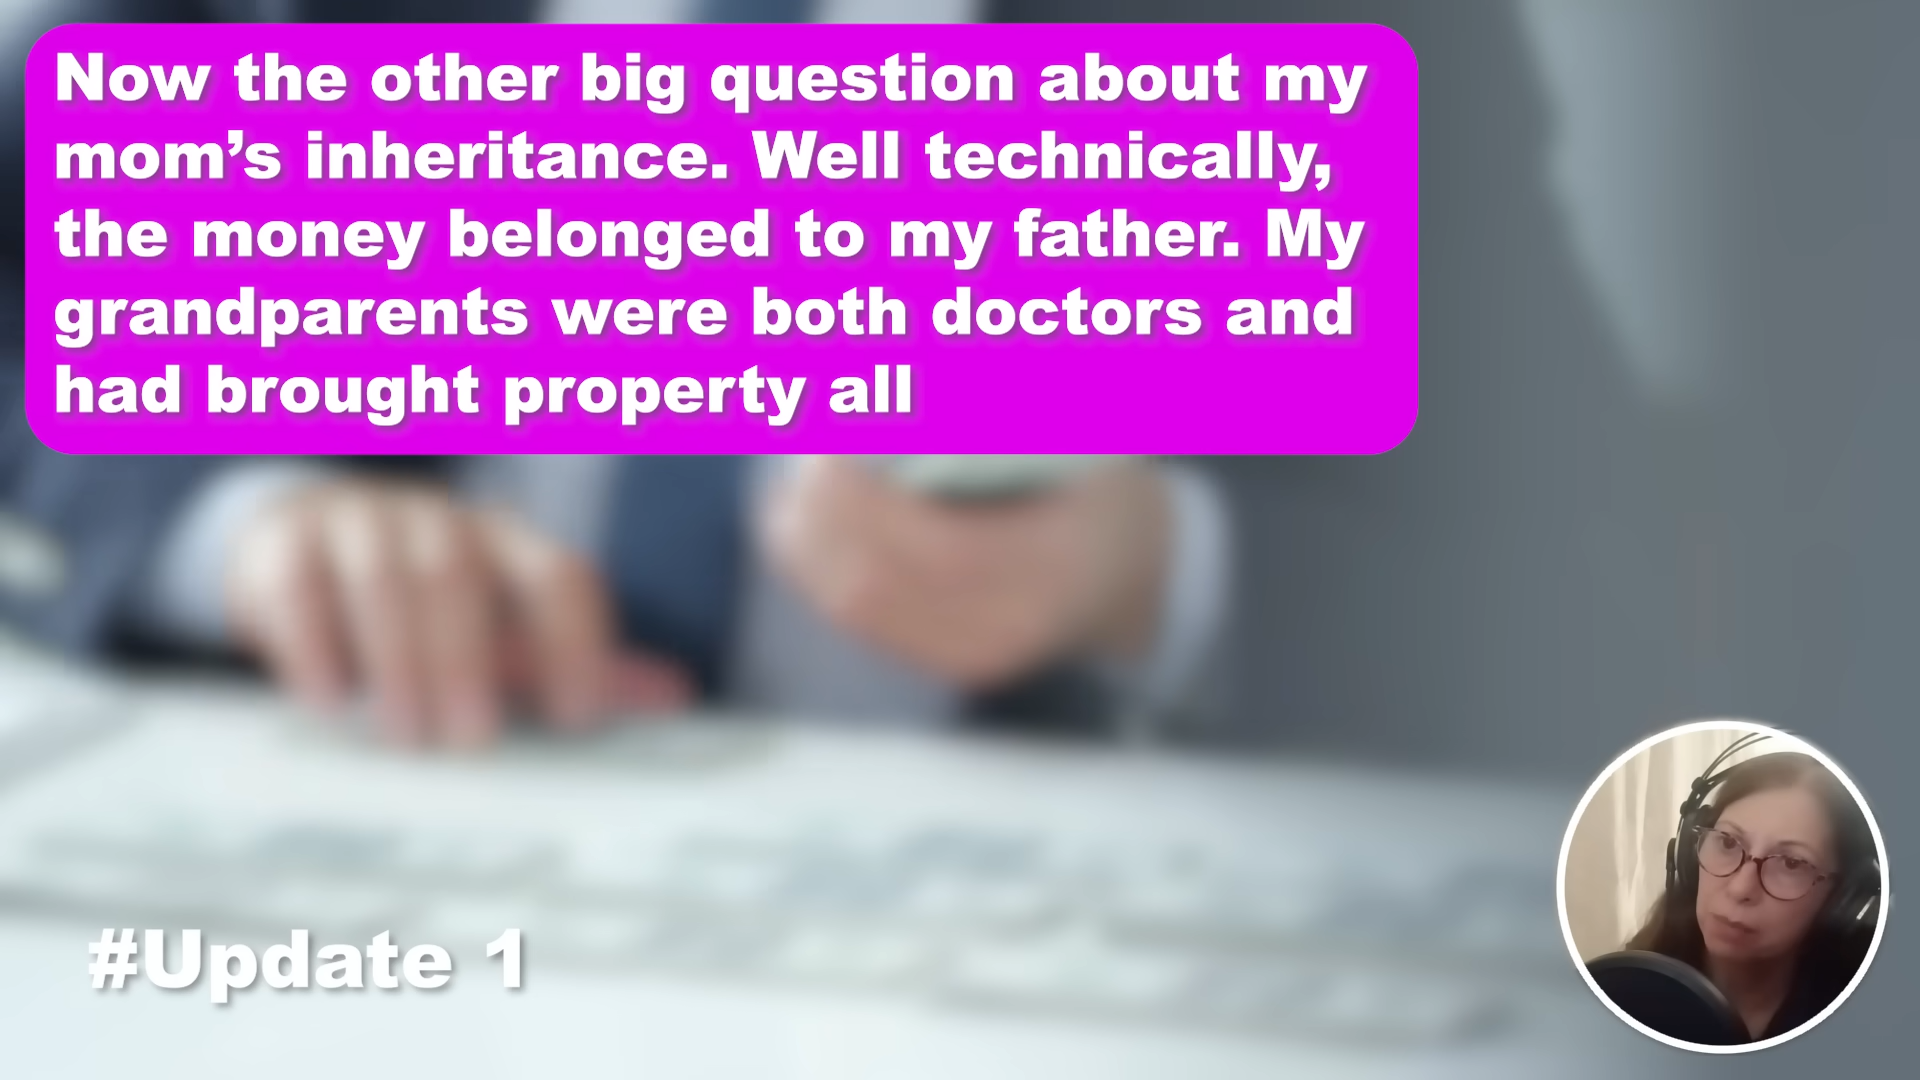 Now the other big question about my
mom’s inheritance. Well technically,
the money belonged to my father. My
grandparents were both doctors and
had brought property all
#Update 1